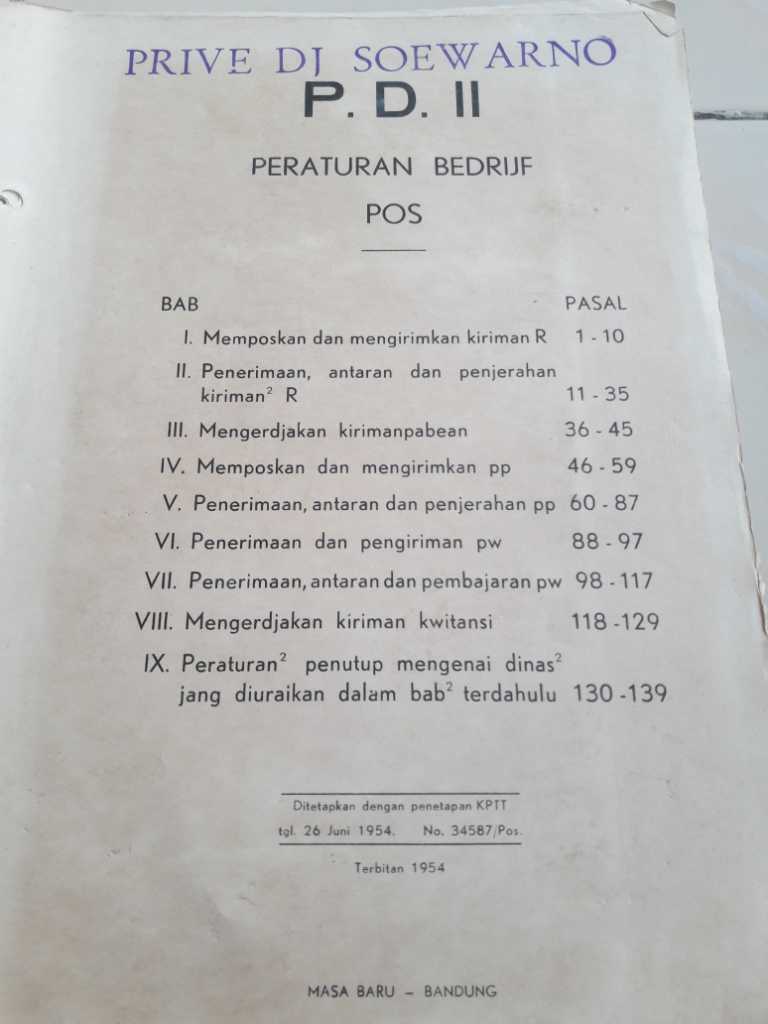 PRIVE DJ SOEWARNO
P. D. II
PERATURAN BEDRIJF
POS
BAB PASAL
I. Memposkan dan mengirimkan kiriman R 1 - 10
II. Penerimaan, antaran dan penjerahan
kiriman² R 11 - 35
III. Mengerdjakan kirimanpabean 36 - 45
IV. Memposkan dan mengirimkan pp 46 - 59
V. Penerimaan, antaran dan penjerahan pp 60 - 87
VI. Penerimaan dan pengiriman pw 88 - 97
VII. Penerimaan, antaran dan pembajaran pw 98 - 117
VIII. Mengerdjakan kiriman kwitansi 118 - 129
IX. Peraturan² penutup mengenai dinas²
jang diuraikan dalam bab² terdahulu 130 - 139
Ditetapkan dengan penetapan KPTT
tgl. 26 Juni 1954. No. 34587/Pos.
Terbitan 1954
MASA BARU – BANDUNG